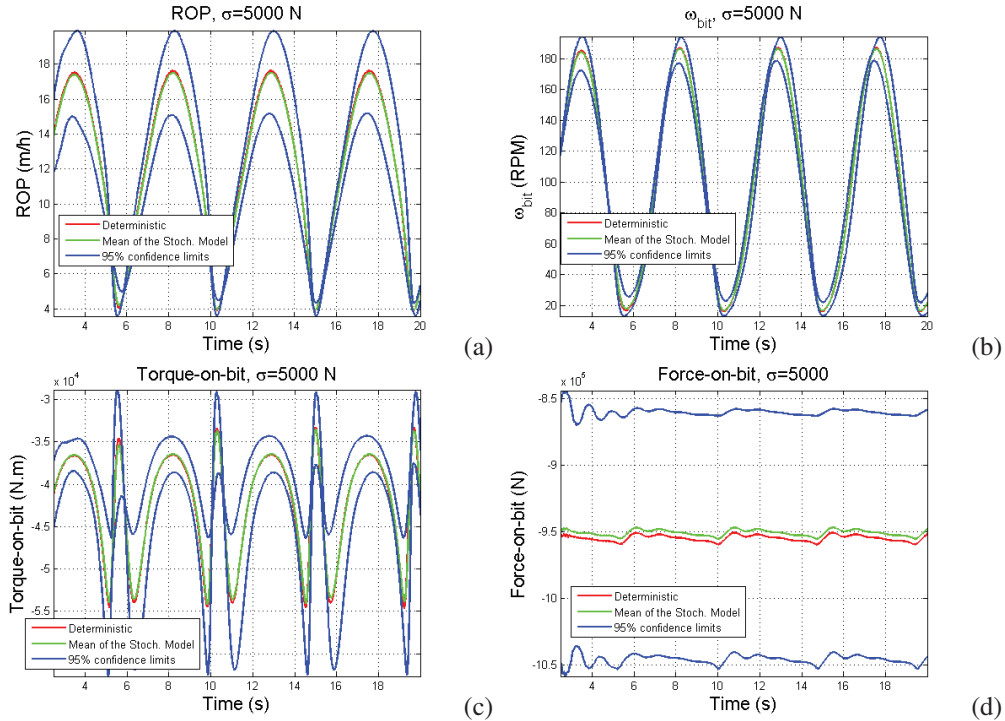 ROP, σ=5000 N
18
16
14
12
10
8
6
4
ROP (m/h)
Deterministic
Mean of the Stoch. Model
95% confidence limits
4 6 8 10 12 14 16 18 20
Time (s)
(a)
ω_bit, σ=5000 N
180
160
140
120
100
80
60
40
20
ω_bit (RPM)
Deterministic
Mean of the Stoch. Model
95% confidence limits
4 6 8 10 12 14 16 18 20
Time (s)
(b)
Torque-on-bit, σ=5000 N
x 10^4
-3
-3.5
-4
-4.5
-5
-5.5
Torque-on-bit (N.m)
Deterministic
Mean of the Stoch. Model
95% confidence limits
4 6 8 10 12 14 16 18 20
Time (s)
(c)
Force-on-bit, σ=5000
x 10^5
-8.5
-9
-9.5
-10
-10.5
Force-on-bit (N)
Deterministic
Mean of the Stoch. Model
95% confidence limits
4 6 8 10 12 14 16 18 20
Time (s)
(d)